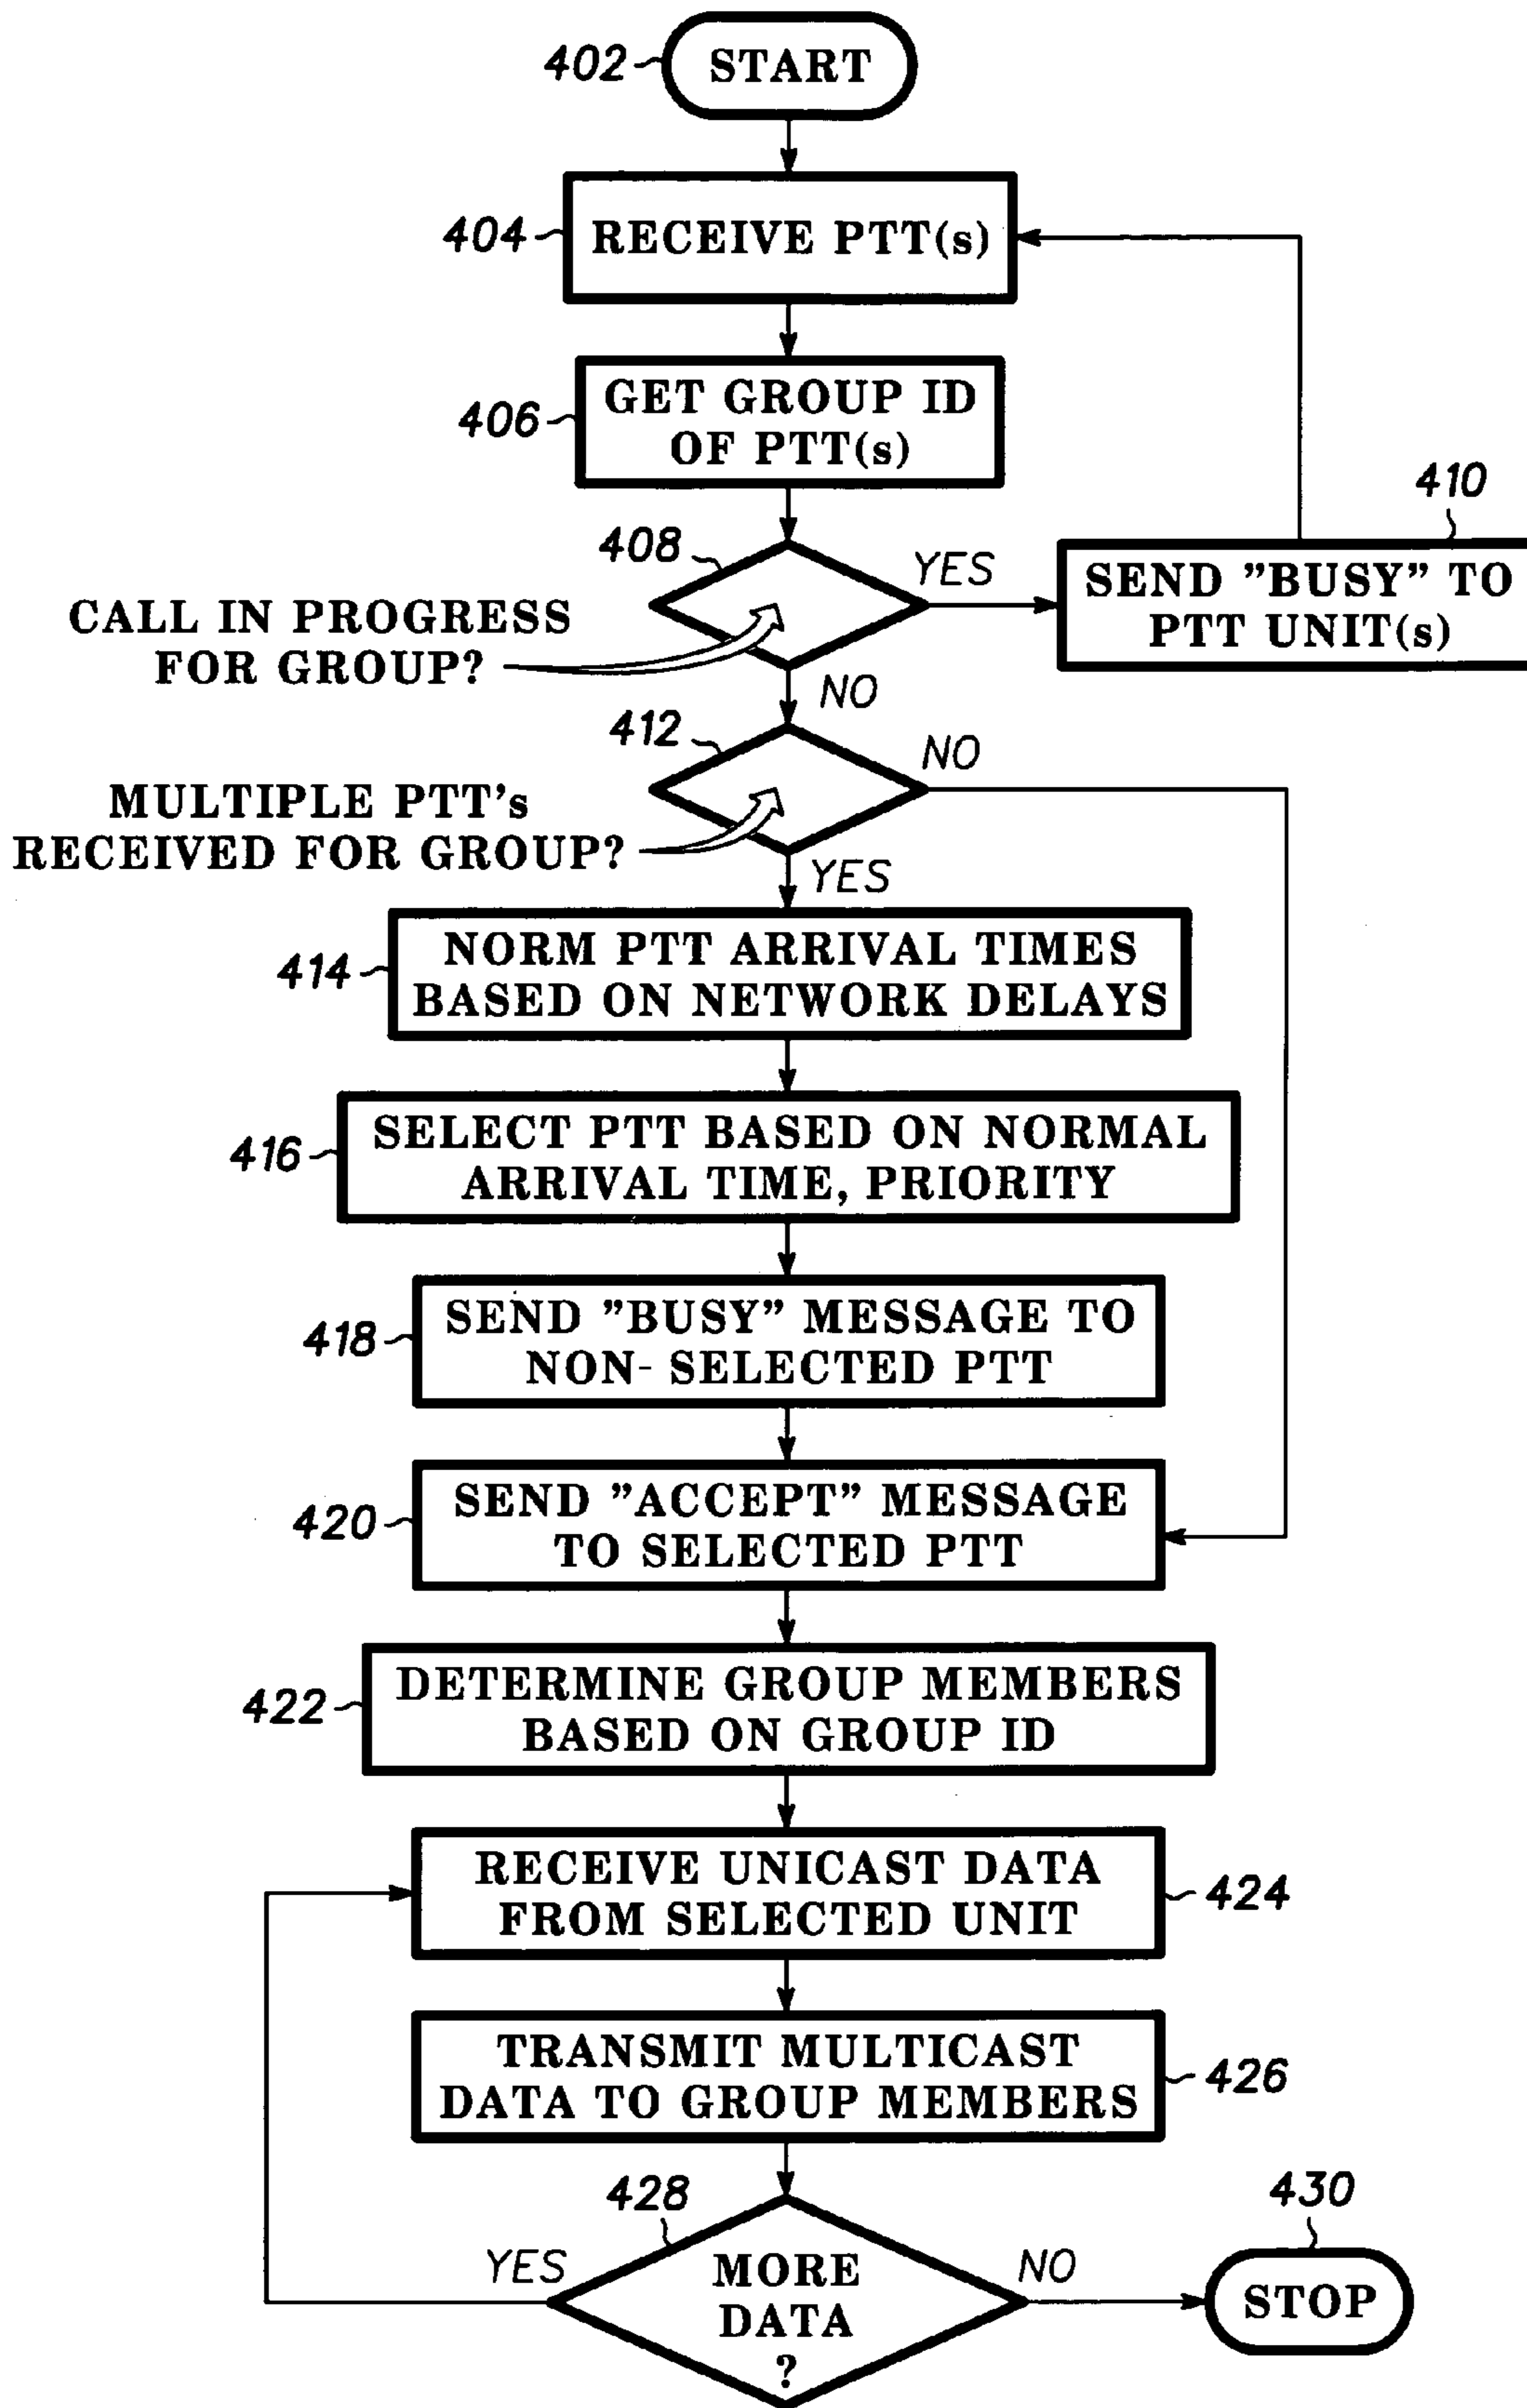 402
START
404
RECEIVE PTT(s)
406
GET GROUP ID
OF PTT(s)
410
408
YES
SEND "BUSY" TO
PTT UNIT(s)
CALL IN PROGRESS
FOR GROUP?
NO
412
NO
MULTIPLE PTT's
RECEIVED FOR GROUP?
YES
414
NORM PTT ARRIVAL TIMES
BASED ON NETWORK DELAYS
416
SELECT PTT BASED ON NORMAL
ARRIVAL TIME, PRIORITY
418
SEND "BUSY" MESSAGE TO
NON- SELECTED PTT
420
SEND "ACCEPT" MESSAGE
TO SELECTED PTT
422
DETERMINE GROUP MEMBERS
BASED ON GROUP ID
RECEIVE UNICAST DATA
FROM SELECTED UNIT
424
TRANSMIT MULTICAST
DATA TO GROUP MEMBERS
426
428
430
YES
MORE
DATA
?
NO
STOP